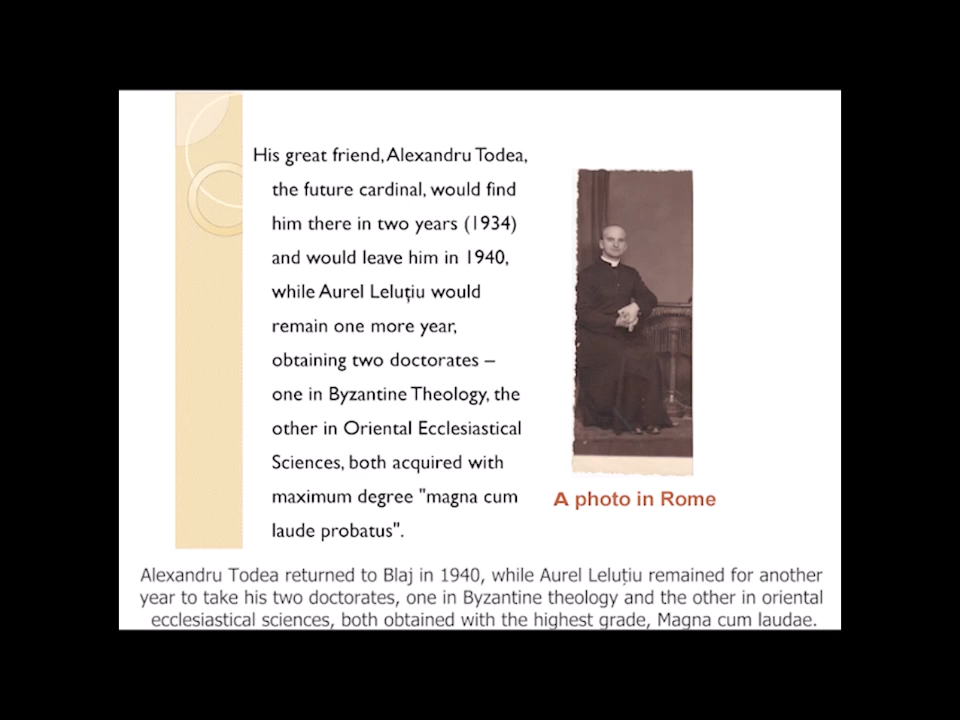 His great friend, Alexandru Todea,
the future cardinal, would find
him there in two years (1934)
and would leave him in 1940,
while Aurel Leluțiu would
remain one more year,
obtaining two doctorates –
one in Byzantine Theology, the
other in Oriental Ecclesiastical
Sciences, both acquired with
maximum degree "magna cum
laude probatus".
A photo in Rome
Alexandru Todea returned to Blaj in 1940, while Aurel Leluțiu remained for another
year to take his two doctorates, one in Byzantine theology and the other in oriental
ecclesiastical sciences, both obtained with the highest grade, Magna cum laudae.